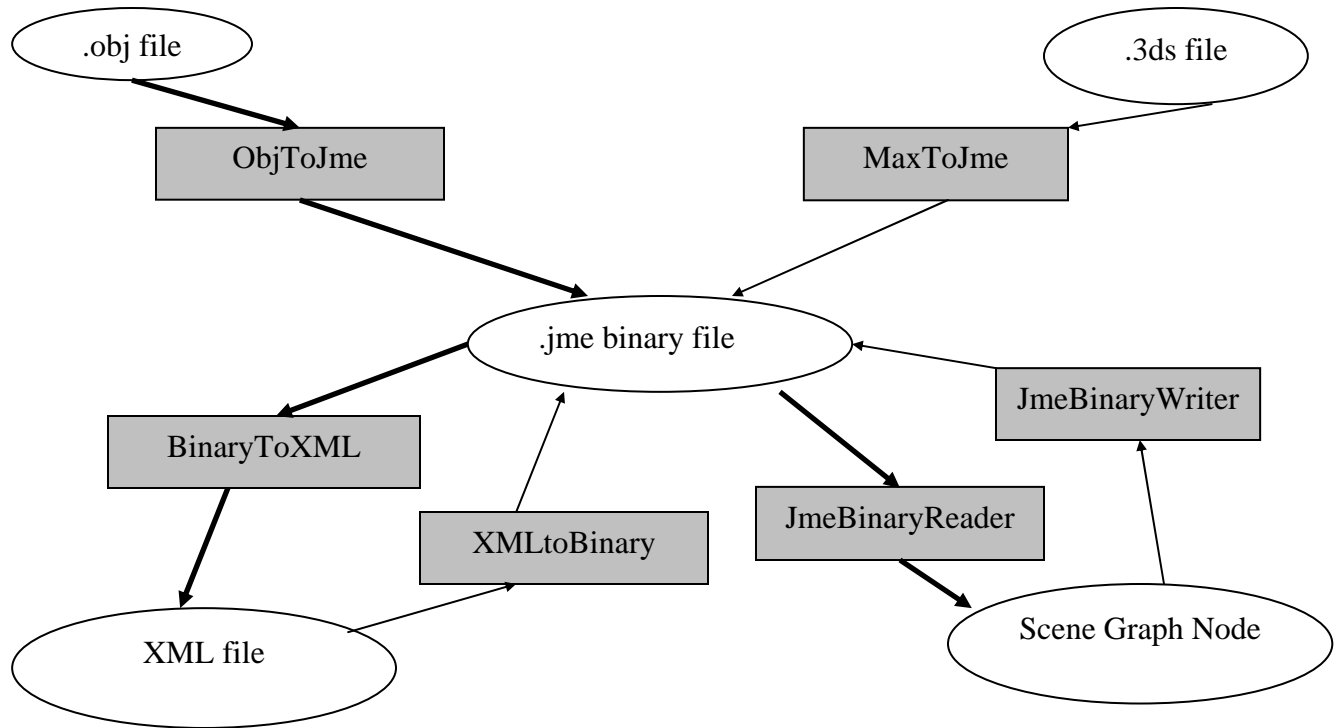 .obj file
.3ds file
ObjToJme
MaxToJme
.jme binary file
JmeBinaryWriter
BinaryToXML
JmeBinaryReader
XMLtoBinary
Scene Graph Node
XML file